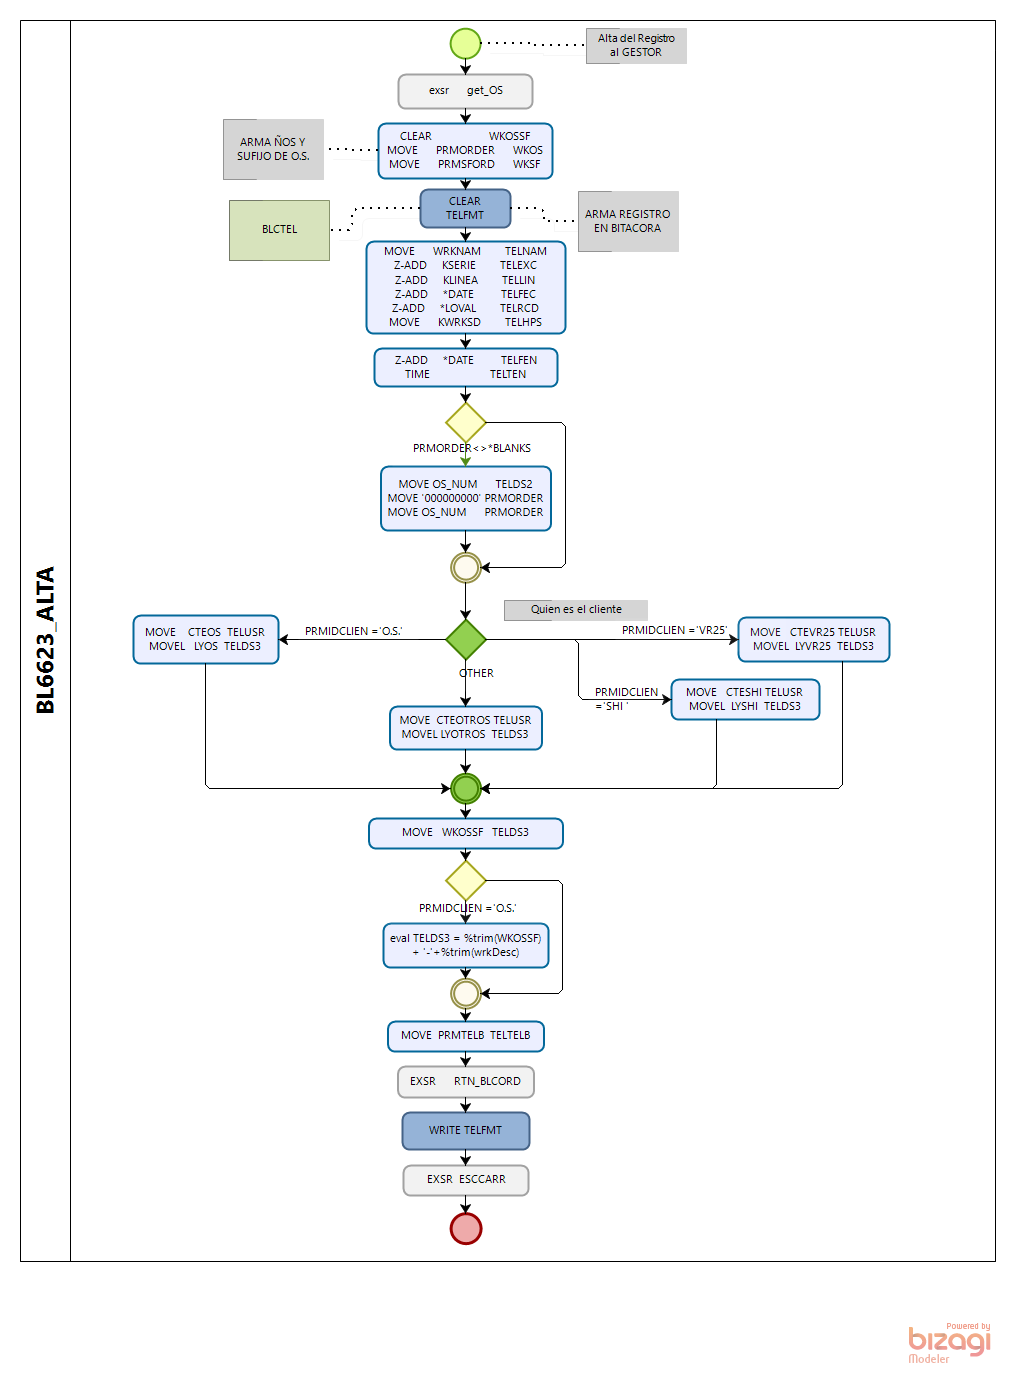 BL6623_ALTA
Alta del Registro
al GESTOR
exsr get_OS
ARMA ÑOS Y
SUFIJO DE O.S.
CLEAR WKOSSF
MOVE PRMORDER WKOS
MOVE PRMSFORD WKSF
BLCTEL
CLEAR
TELFMT
ARMA REGISTRO
EN BITACORA
MOVE WRKNAM TELNAM
Z-ADD KSERIE TELEXC
Z-ADD KLINEA TELLIN
Z-ADD *DATE TELFEC
Z-ADD *LOVAL TELRCD
MOVE KWRKSD TELHPS
Z-ADD *DATE TELFEN
TIME TELTEN
PRMORDER<>*BLANKS
MOVE OS_NUM TELDS2
MOVE '000000000' PRMORDER
MOVE OS_NUM PRMORDER
Quien es el cliente
PRMIDCLIEN ='O.S.'
MOVE CTEOS TELUSR
MOVEL LYOS TELDS3
PRMIDCLIEN ='VR25'
MOVE CTEVR25 TELUSR
MOVEL LYVR25 TELDS3
OTHER
PRMIDCLIEN
='SHI '
MOVE CTESHI TELUSR
MOVEL LYSHI TELDS3
MOVE CTEOTROS TELUSR
MOVEL LYOTROS TELDS3
MOVE WKOSSF TELDS3
PRMIDCLIEN ='O.S.'
eval TELDS3 = %trim(WKOSSF)
+ '-'+%trim(wrkDesc)
MOVE PRMTELB TELTELB
EXSR RTN_BLCORD
WRITE TELFMT
EXSR ESCCARR
Powered by
bizagi
Modeler